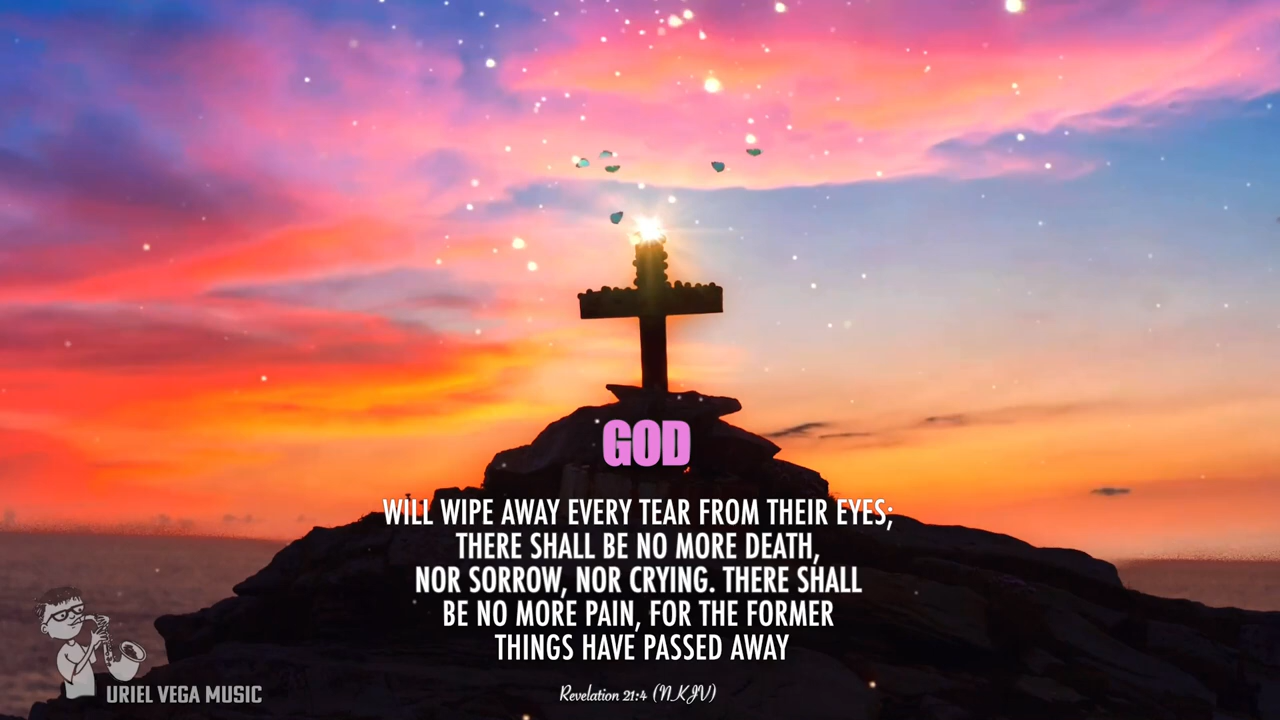 GOD
WILL WIPE AWAY EVERY TEAR FROM THEIR EYES;
THERE SHALL BE NO MORE DEATH,
NOR SORROW, NOR CRYING. THERE SHALL
BE NO MORE PAIN, FOR THE FORMER
THINGS HAVE PASSED AWAY
Revelation 21:4 (NKJV)
URIEL VEGA MUSIC